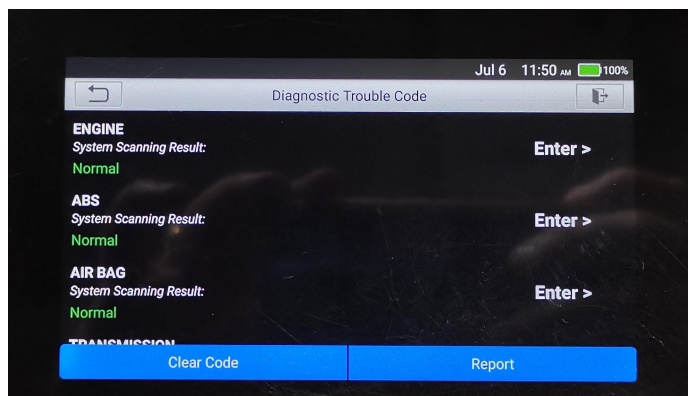 Jul 6 11:50 AM 100%
Diagnostic Trouble Code
ENGINE
System Scanning Result:
Enter >
Normal
ABS
System Scanning Result:
Enter >
Normal
AIR BAG
System Scanning Result:
Enter >
Normal
TRANSMISSION
Clear Code Report